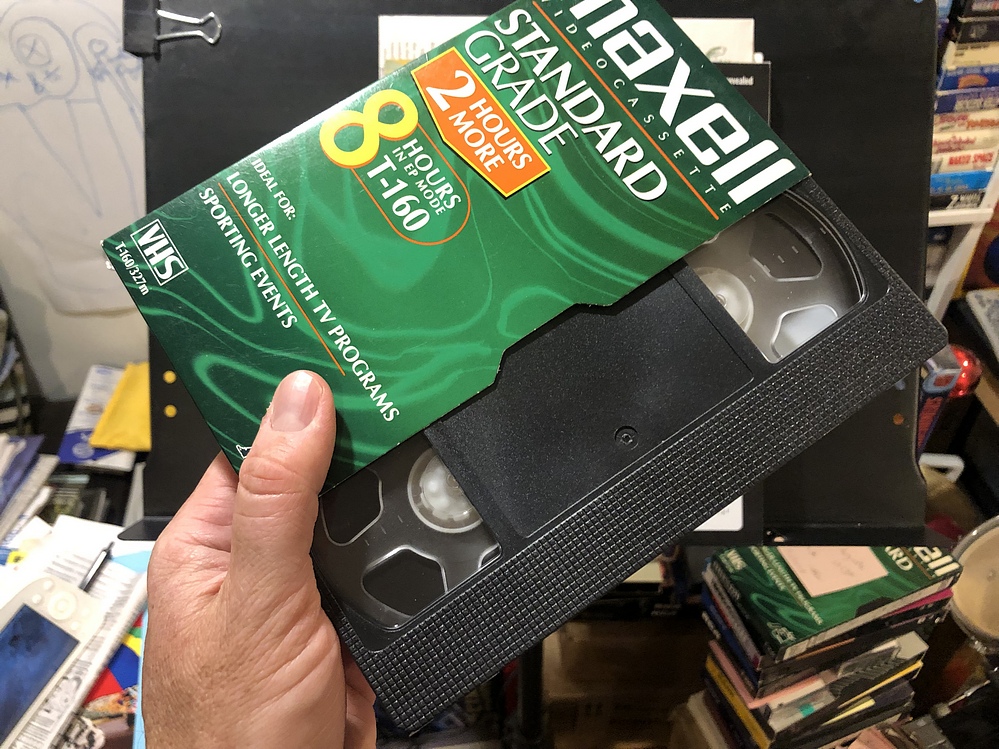 maxell
VIDEOCASSETTE
STANDARD
GRADE
2 HOURS
MORE
8 HOURS
IN EP MODE
T-160
IDEAL FOR:
LONGER LENGTH TV PROGRAMS
SPORTING EVENTS
VHS
T-160/327m